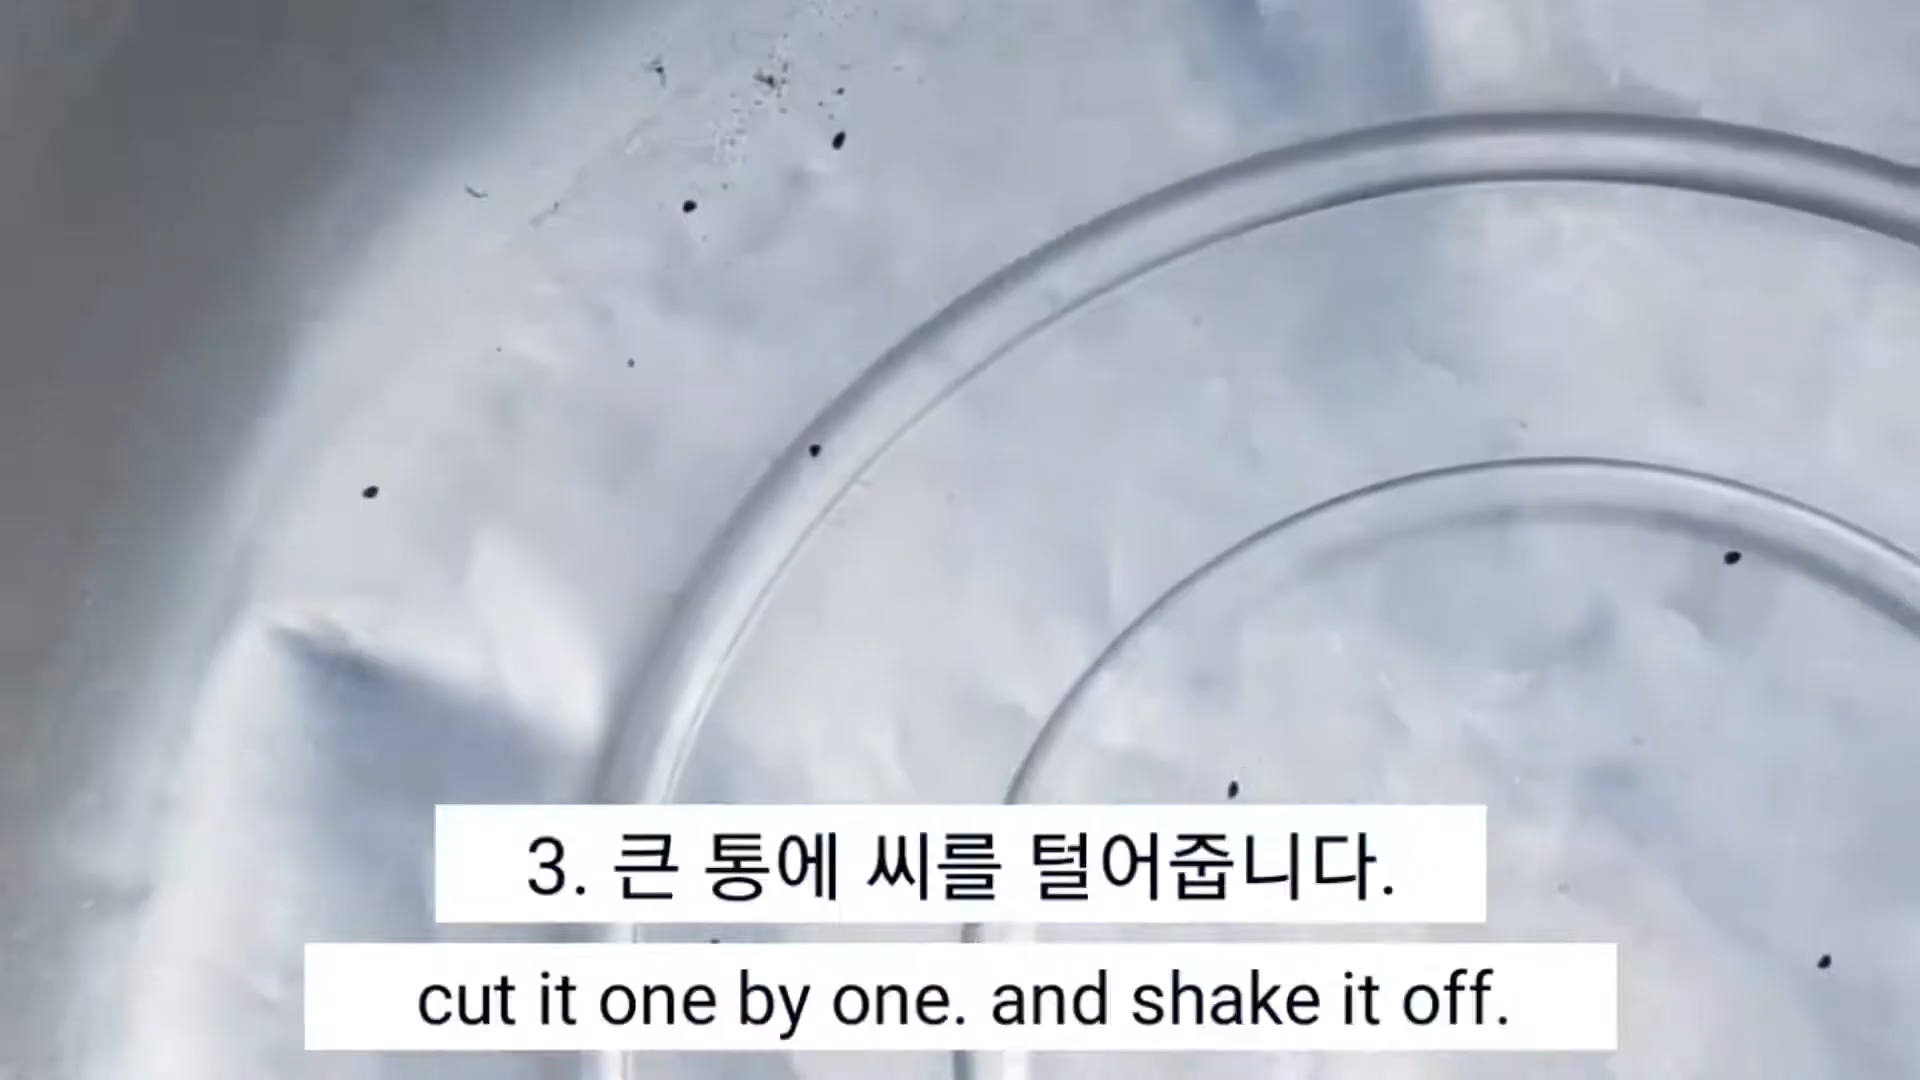 3. 큰 통에 씨를 털어줍니다.
cut it one by one. and shake it off.